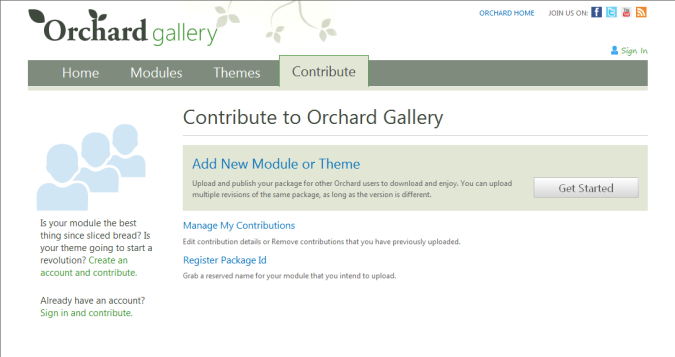 Orchard gallery
ORCHARD HOME JOIN US ON:
Sign In
Home Modules Themes Contribute
Contribute to Orchard Gallery
Add New Module or Theme
Upload and publish your package for other Orchard users to download and enjoy. You can upload
multiple revisions of the same package, as long as the version is different.
Get Started
Manage My Contributions
Edit contribution details or Remove contributions that you have previously uploaded.
Register Package Id
Grab a reserved name for your module that you intend to upload.
Is your module the best
thing since sliced bread? Is
your theme going to start a
revolution? Create an
account and contribute.
Already have an account?
Sign in and contribute.